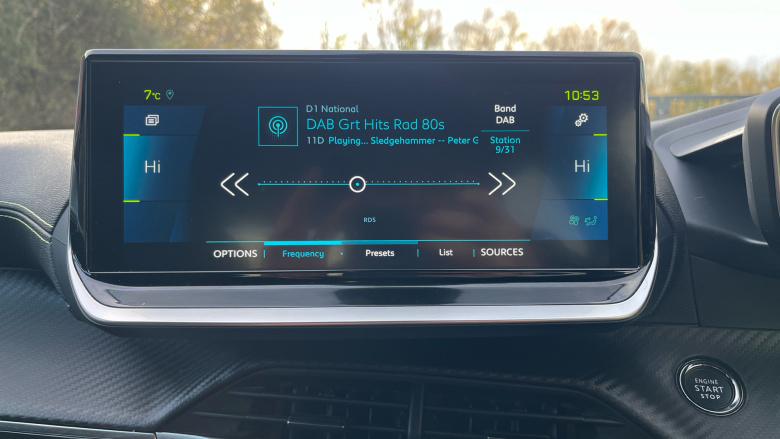 7°C
10:53
D1 National
DAB Grt Hits Rad 80s
11D Playing... Sledgehammer -- Peter G
Band
DAB
Station
9/31
Hi
Hi
RDS
OPTIONS Frequency Presets List SOURCES
ENGINE
START
STOP